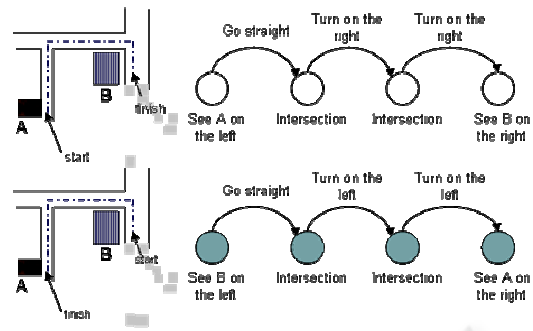 Go straight
Turn on the
right
Turn on the
right
B
finish
A
start
See A on
the left
Intersection
Intersection
See B on
the right
Go straight
Turn on the
left
Turn on the
left
B
start
A
finish
See B on
the left
Intersection
Intersection
See A on
the right